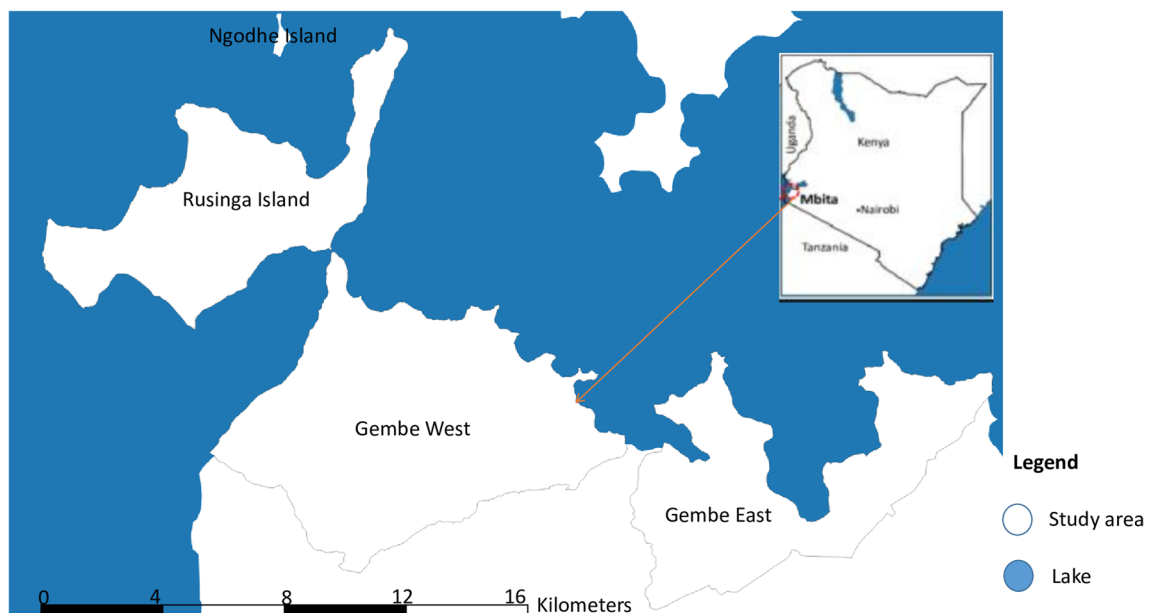 Ngodhe Island
Rusinga Island
Uganda
Kenya
Mbita
Nairobi
Tanzania
Gembe West
Gembe East
Legend
Study area
Lake
0 4 8 12 16 Kilometers